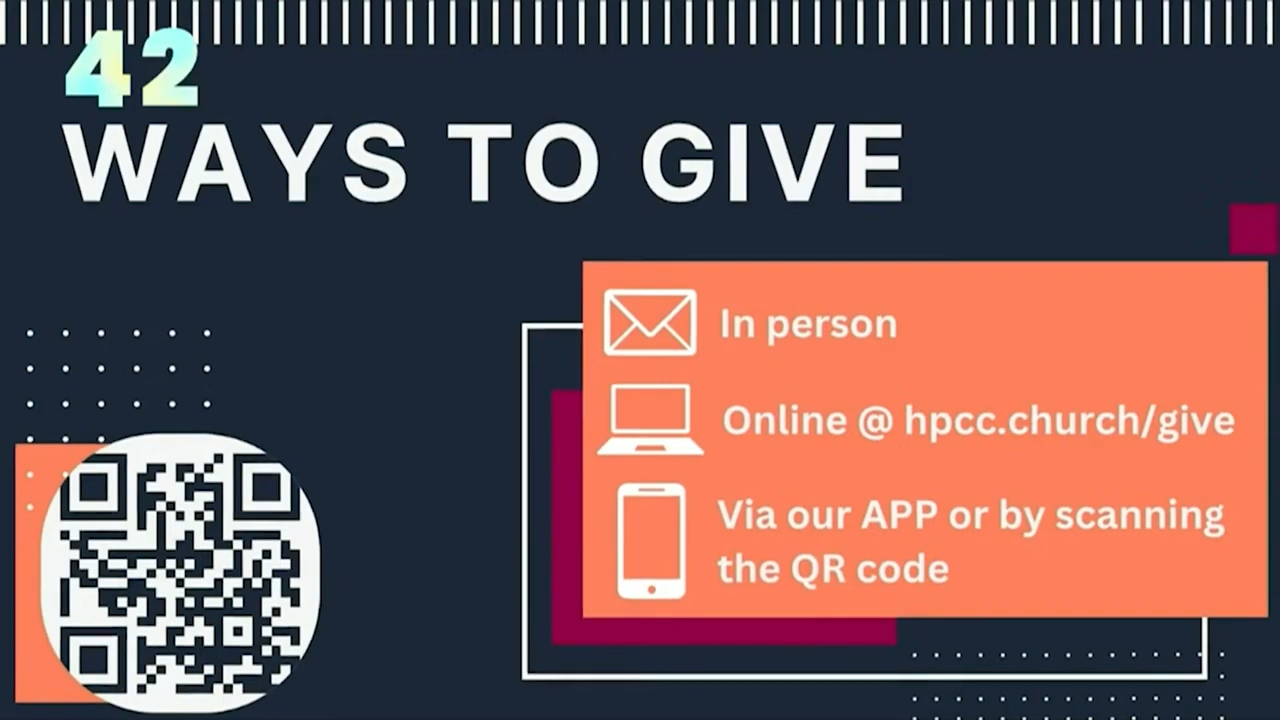 42
WAYS TO GIVE
In person
Online @ hpcc.church/give
Via our APP or by scanning
the QR code